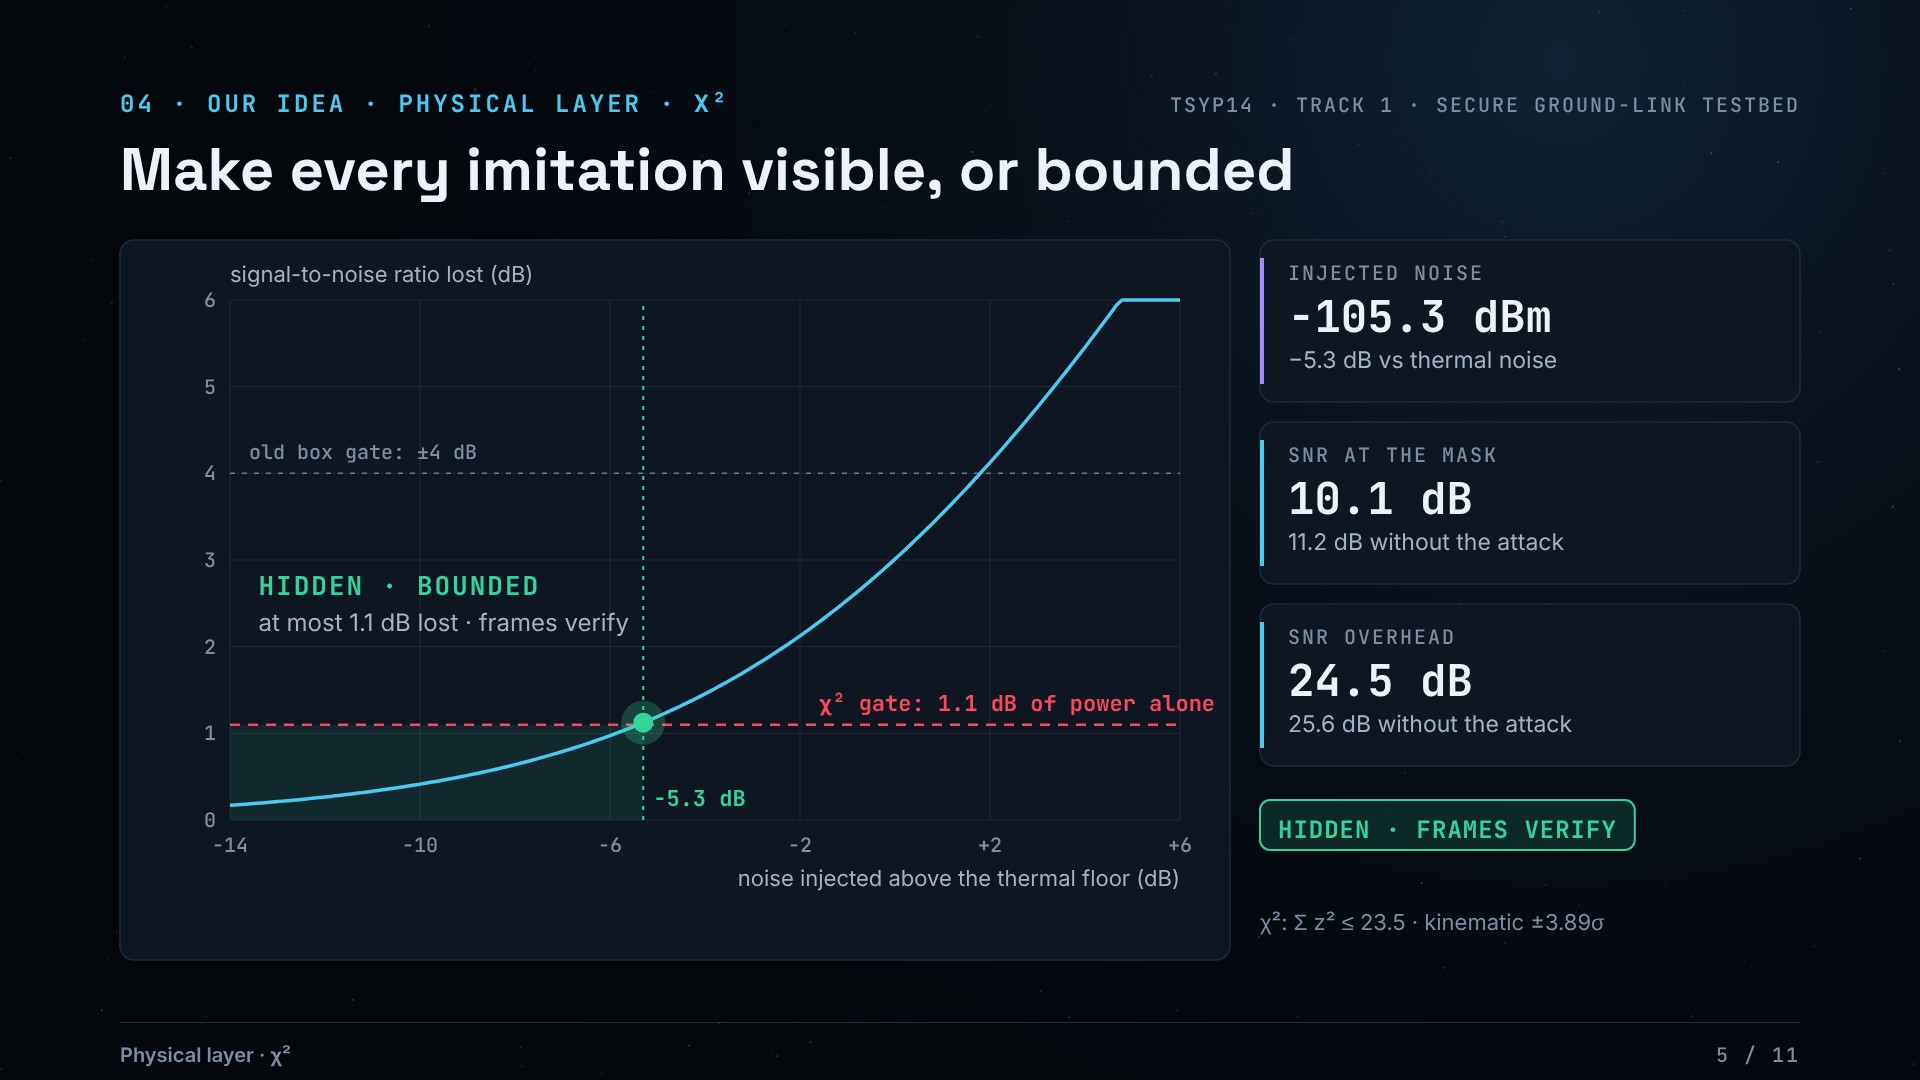 04 · OUR IDEA · PHYSICAL LAYER · X²
TSYP14 · TRACK 1 · SECURE GROUND-LINK TESTBED
Make every imitation visible, or bounded
signal-to-noise ratio lost (dB)
6
5
old box gate: ±4 dB
4
3
HIDDEN · BOUNDED
at most 1.1 dB lost · frames verify
2
χ² gate: 1.1 dB of power alone
1
-5.3 dB
0
-14 -10 -6 -2 +2 +6
noise injected above the thermal floor (dB)
INJECTED NOISE
-105.3 dBm
−5.3 dB vs thermal noise
SNR AT THE MASK
10.1 dB
11.2 dB without the attack
SNR OVERHEAD
24.5 dB
25.6 dB without the attack
HIDDEN · FRAMES VERIFY
χ²: Σ z² ≤ 23.5 · kinematic ±3.89σ
Physical layer · χ²
5 / 11